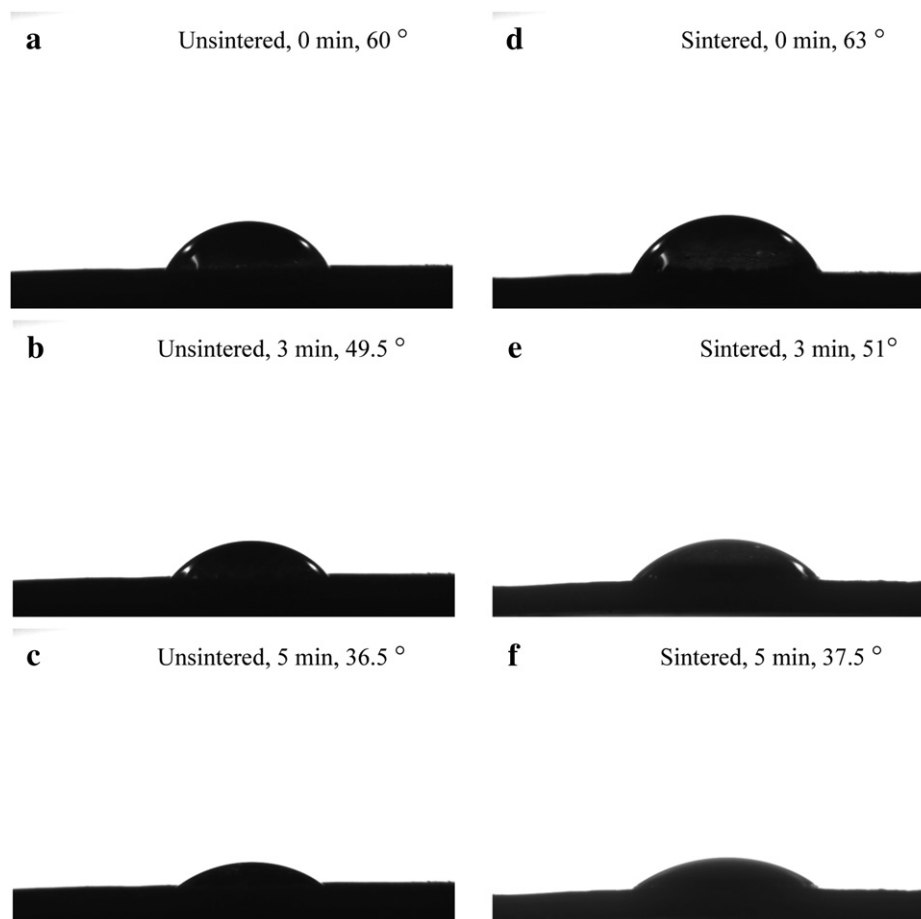 a Unsintered, 0 min, 60 °
d Sintered, 0 min, 63 °
b Unsintered, 3 min, 49.5 °
e Sintered, 3 min, 51°
c Unsintered, 5 min, 36.5 °
f Sintered, 5 min, 37.5 °